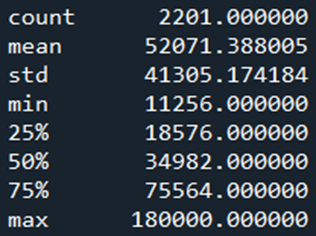 count 2201.000000
mean 52071.388005
std 41305.174184
min 11256.000000
25% 18576.000000
50% 34982.000000
75% 75564.000000
max 180000.000000